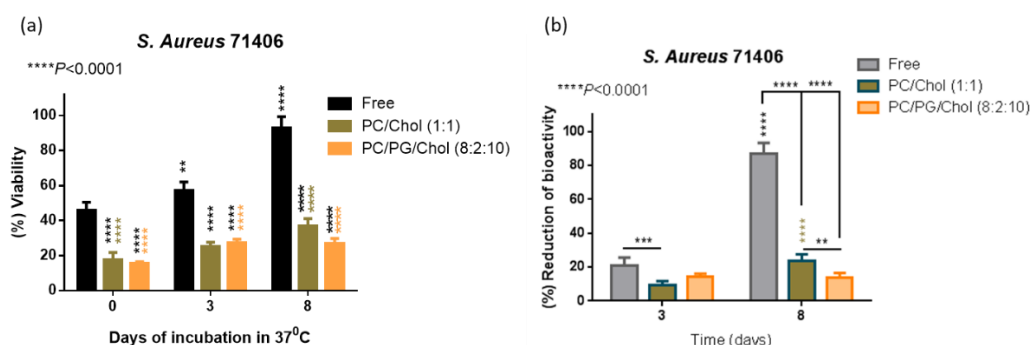 (a)
S. Aureus 71406
****P<0.0001
Free
PC/Chol (1:1)
PC/PG/Chol (8:2:10)
(%) Viability
100
80
60
40
20
0
**
****
****
****
****
****
****
****
****
****
****
****
****
****
0 3 8
Days of incubation in 37⁰C
(b)
S. Aureus 71406
****P<0.0001
Free
PC/Chol (1:1)
PC/PG/Chol (8:2:10)
(%) Reduction of bioactivity
100
80
60
40
20
0
***
**** ****
****
****
**
3 8
Time (days)